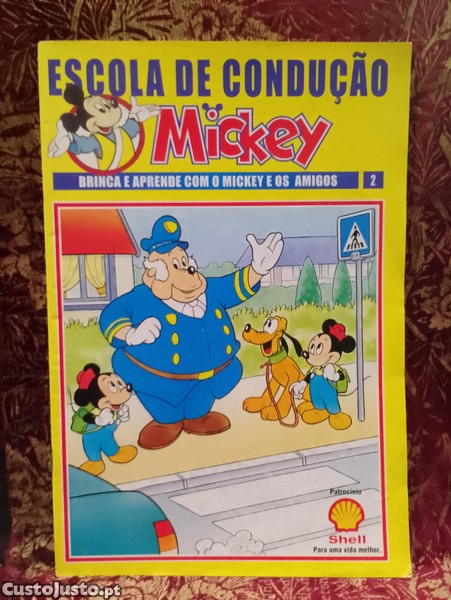 ESCOLA DE CONDUÇÃO
Mickey
BRINCA E APRENDE COM O MICKEY E OS AMIGOS 2
Patrocínio
Shell
Para uma vida melhor.
CustoJusto.pt